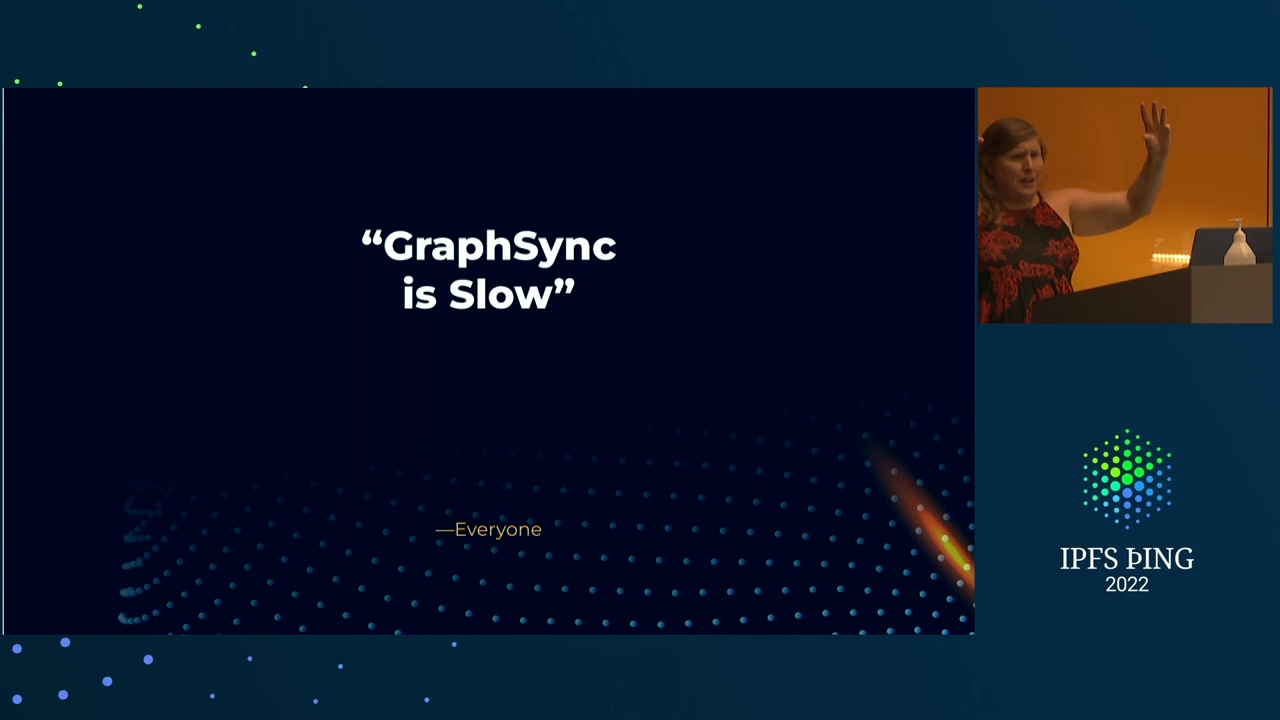 “GraphSync
is Slow”
—Everyone
IPFS ÞING
2022